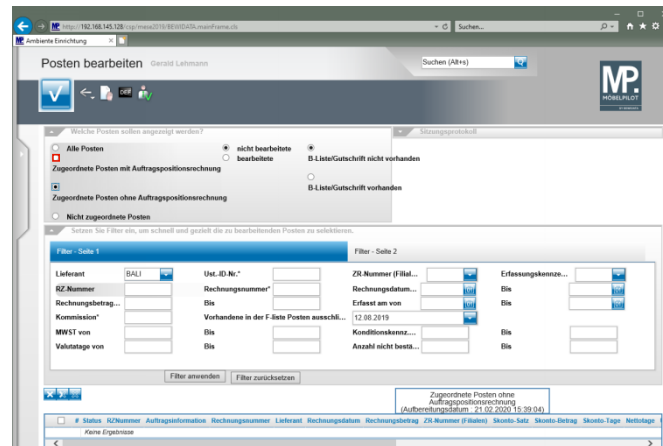 http://192.168.145.128/csp/mase2019/BEWIDATA.mainFrame.cls
Suchen...
Ambiente Einrichtung
Posten bearbeiten Gerald Lehmann
Suchen (Alt+s)
MP.
MÖBELPILOT
Welche Posten sollen angezeigt werden?
Sitzungsprotokoll
Alle Posten
nicht bearbeitete
bearbeitete
B-Liste/Gutschrift nicht vorhanden
Zugeordnete Posten mit Auftragspositionsrechnung
B-Liste/Gutschrift vorhanden
Zugeordnete Posten ohne Auftragspositionsrechnung
Nicht zugeordnete Posten
Setzen Sie Filter ein, um schnell und gezielt die zu bearbeitenden Posten zu selektieren.
Filter - Seite 1
Filter - Seite 2
Lieferant BALI Ust.-ID-Nr.* ZR-Nummer (Filial... Erfassungskennze...
RZ-Nummer Rechnungsnummer* Rechnungsdatum... Bis
Rechnungsbetrag... Bis Erfasst am von Bis
Kommission* Vorhandene in der F-liste Posten ausschli... 12.08.2019
MWST von Bis Konditionskennz.... Bis
Valutatage von Bis Anzahl nicht bestä... Bis
Filter anwenden Filter zurücksetzen
Zugeordnete Posten ohne
Auftragspositionsrechnung
(Aufbereitungsdatum : 21.02.2020 15:39:04)
# Status RZNummer Auftragsinformation Rechnungsnummer Lieferant Rechnungsdatum Rechnungsbetrag ZR-Nummer (Filialen) Skonto-Satz Skonto-Betrag Skonto-Tage Nettotage
Keine Ergebnisse